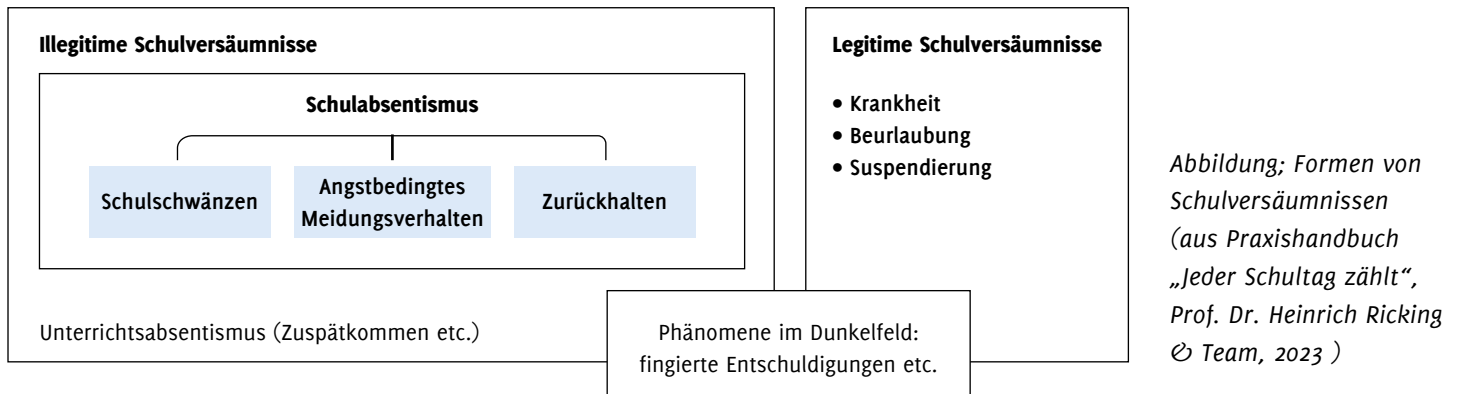 Illegitime Schulversäumnisse
Schulabsentismus
Schulschwänzen
Angstbedingtes
Meidungsverhalten
Zurückhalten
Unterrichtsabsentismus (Zuspätkommen etc.)
Legitime Schulversäumnisse
• Krankheit
• Beurlaubung
• Suspendierung
Phänomene im Dunkelfeld:
fingierte Entschuldigungen etc.
Abbildung; Formen von
Schulversäumnissen
(aus Praxishandbuch
„Jeder Schultag zählt“,
Prof. Dr. Heinrich Ricking
& Team, 2023 )